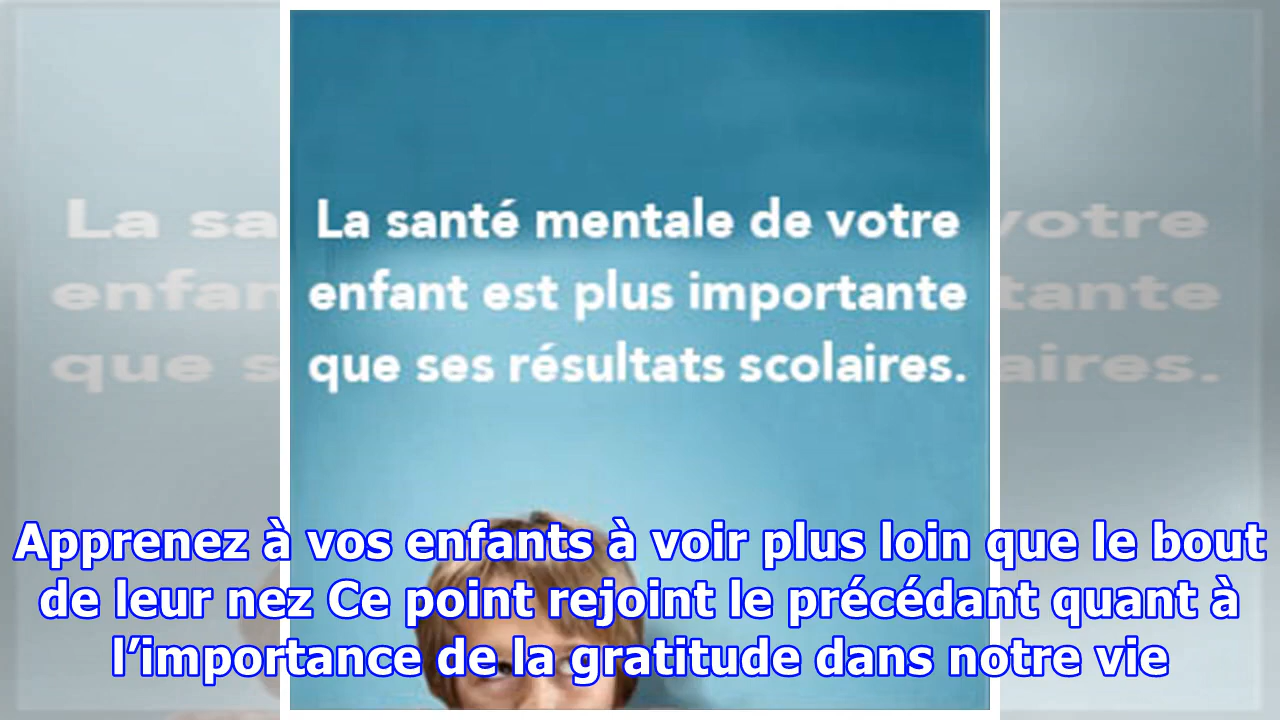 La santé mentale de votre
enfant est plus importante
que ses résultats scolaires.
Apprenez à vos enfants à voir plus loin que le bout
de leur nez Ce point rejoint le précédant quant à
l’importance de la gratitude dans notre vie